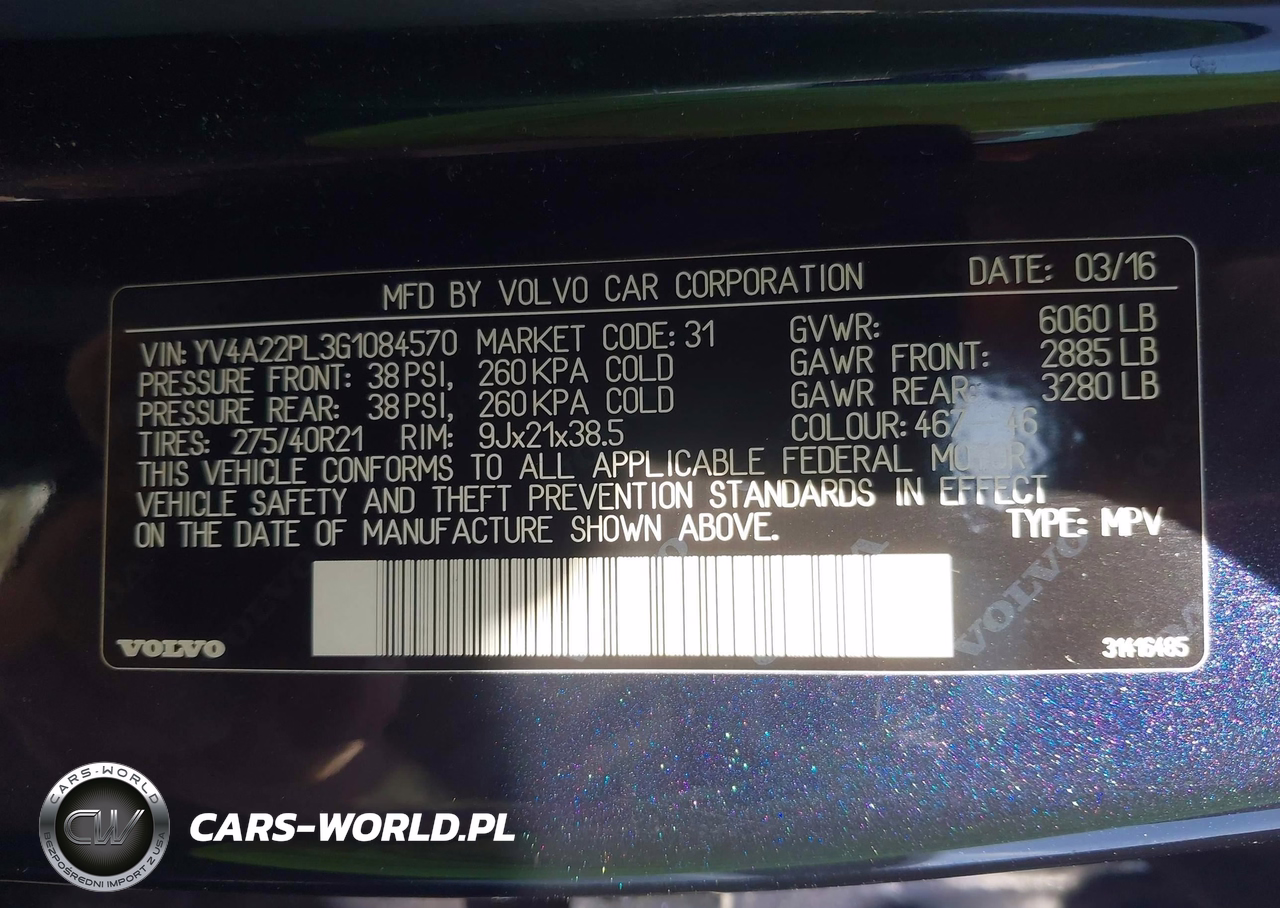 MFD BY VOLVO CAR CORPORATION DATE: 03/16
VIN: YV4A22PL3G1084570 MARKET CODE: 31 GVWR: 6060 LB
PRESSURE FRONT: 38 PSI, 260 KPA COLD GAWR FRONT: 2885 LB
PRESSURE REAR: 38 PSI, 260 KPA COLD GAWR REAR: 3280 LB
TIRES: 275/40R21 RIM: 9Jx21x38.5 COLOUR:
THIS VEHICLE CONFORMS TO ALL APPLICABLE FEDERAL MOTOR
VEHICLE SAFETY AND THEFT PREVENTION STANDARDS IN EFFECT
ON THE DATE OF MANUFACTURE SHOWN ABOVE. TYPE: MPV
VOLVO
VOLVO
31416485
CARS-WORLD
CW
BEZPOŚREDNI IMPORT Z USA
CARS-WORLD.PL